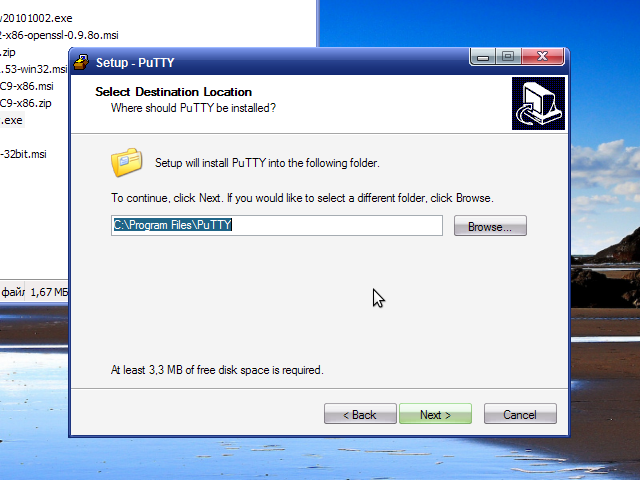 w20101002.exe
2-x86-openssl-0.9.8o.msi
.zip
.53-win32.msi
C9-x86.msi
C9-x86.zip
.exe
-32bit.msi
файл 1,67 МБ
Setup - PuTTY
Select Destination Location
Where should PuTTY be installed?
Setup will install PuTTY into the following folder.
To continue, click Next. If you would like to select a different folder, click Browse.
C:\Program Files\PuTTY
Browse...
At least 3,3 MB of free disk space is required.
< Back
Next >
Cancel